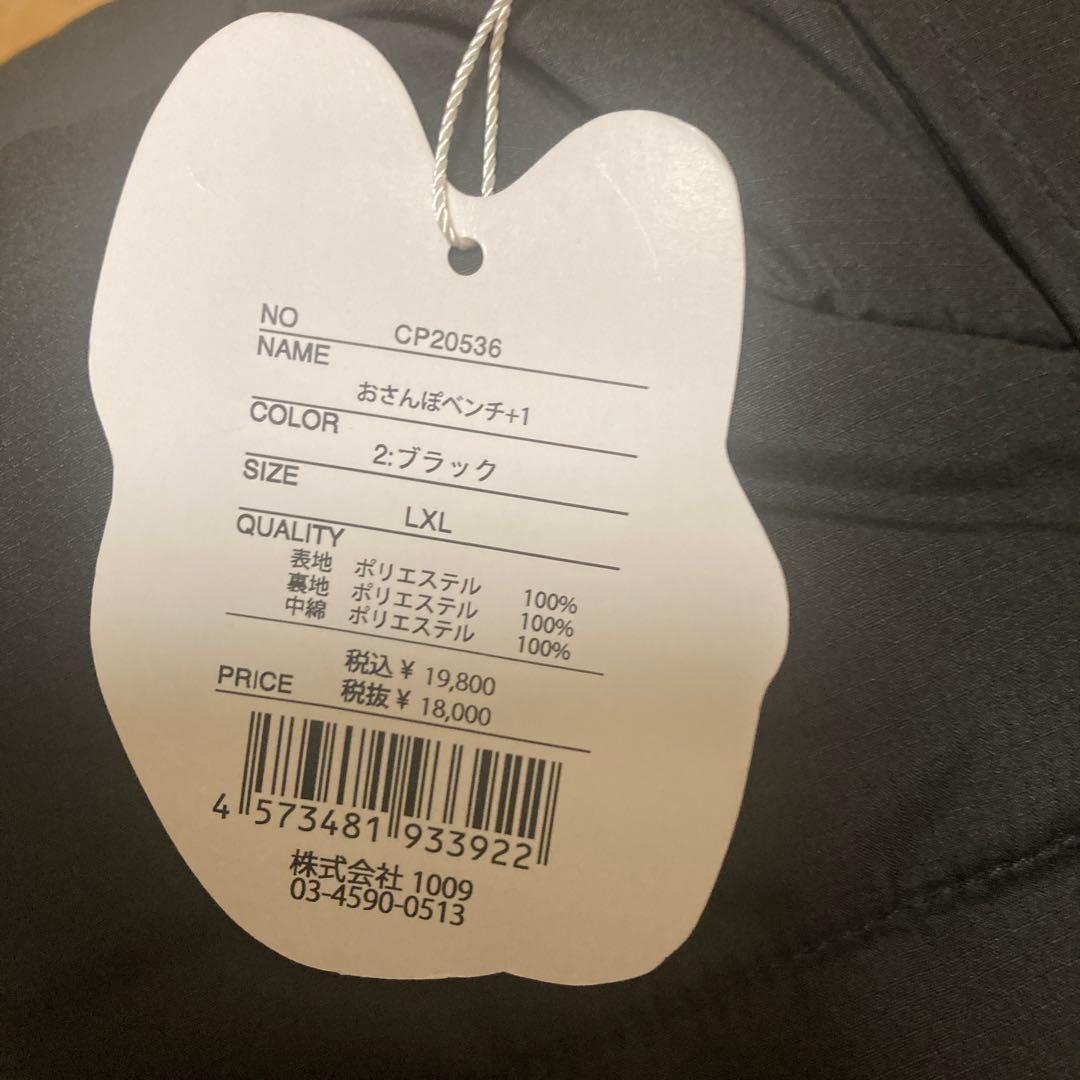 NO CP20536
NAME
おさんぽベンチ+1
COLOR
2:ブラック
SIZE
LXL
QUALITY
表地 ポリエステル 100%
裏地 ポリエステル 100%
中綿 ポリエステル 100%
税込 ¥ 19,800
PRICE 税抜 ¥ 18,000
4 573481 933922
株式会社 1009
03-4590-0513